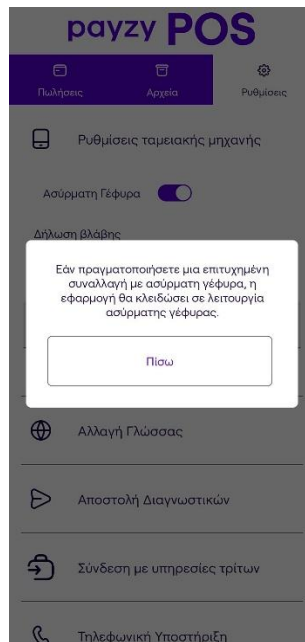 payzy POS
Πωλήσεις Αρχεία Ρυθμίσεις
Ρυθμίσεις ταμειακής μηχανής
Ασύρματη Γέφυρα
Δήλωση βλάβης
Εάν πραγματοποιήσετε μια επιτυχημένη
συναλλαγή με ασύρματη γέφυρα, η
εφαρμογή θα κλειδώσει σε λειτουργία
ασύρματης γέφυρας.
Πίσω
Αλλαγή Γλώσσας
Αποστολή Διαγνωστικών
Σύνδεση με υπηρεσίες τρίτων
Τηλεφωνική Υποστήριξη